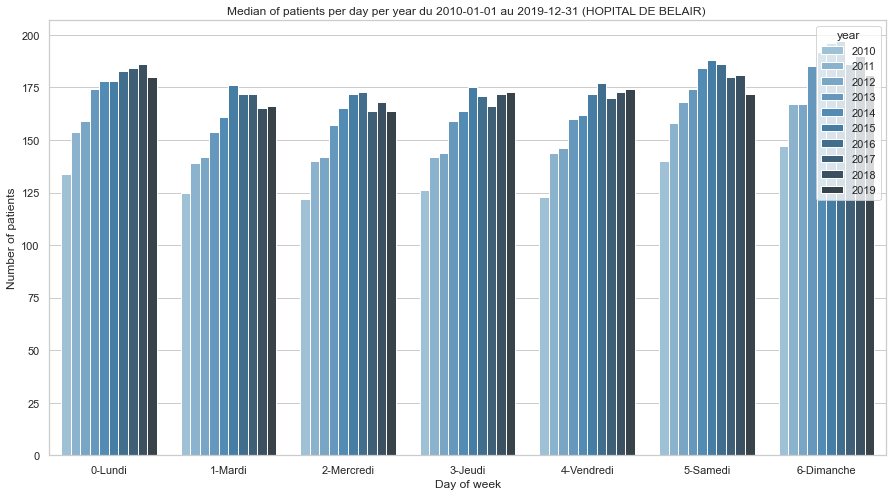 Median of patients per day per year du 2010-01-01 au 2019-12-31 (HOPITAL DE BELAIR)
Number of patients
200
175
150
125
100
75
50
25
0
year
2010
2011
2012
2013
2014
2015
2016
2017
2018
2019
0-Lundi
1-Mardi
2-Mercredi
3-Jeudi
4-Vendredi
5-Samedi
6-Dimanche
Day of week